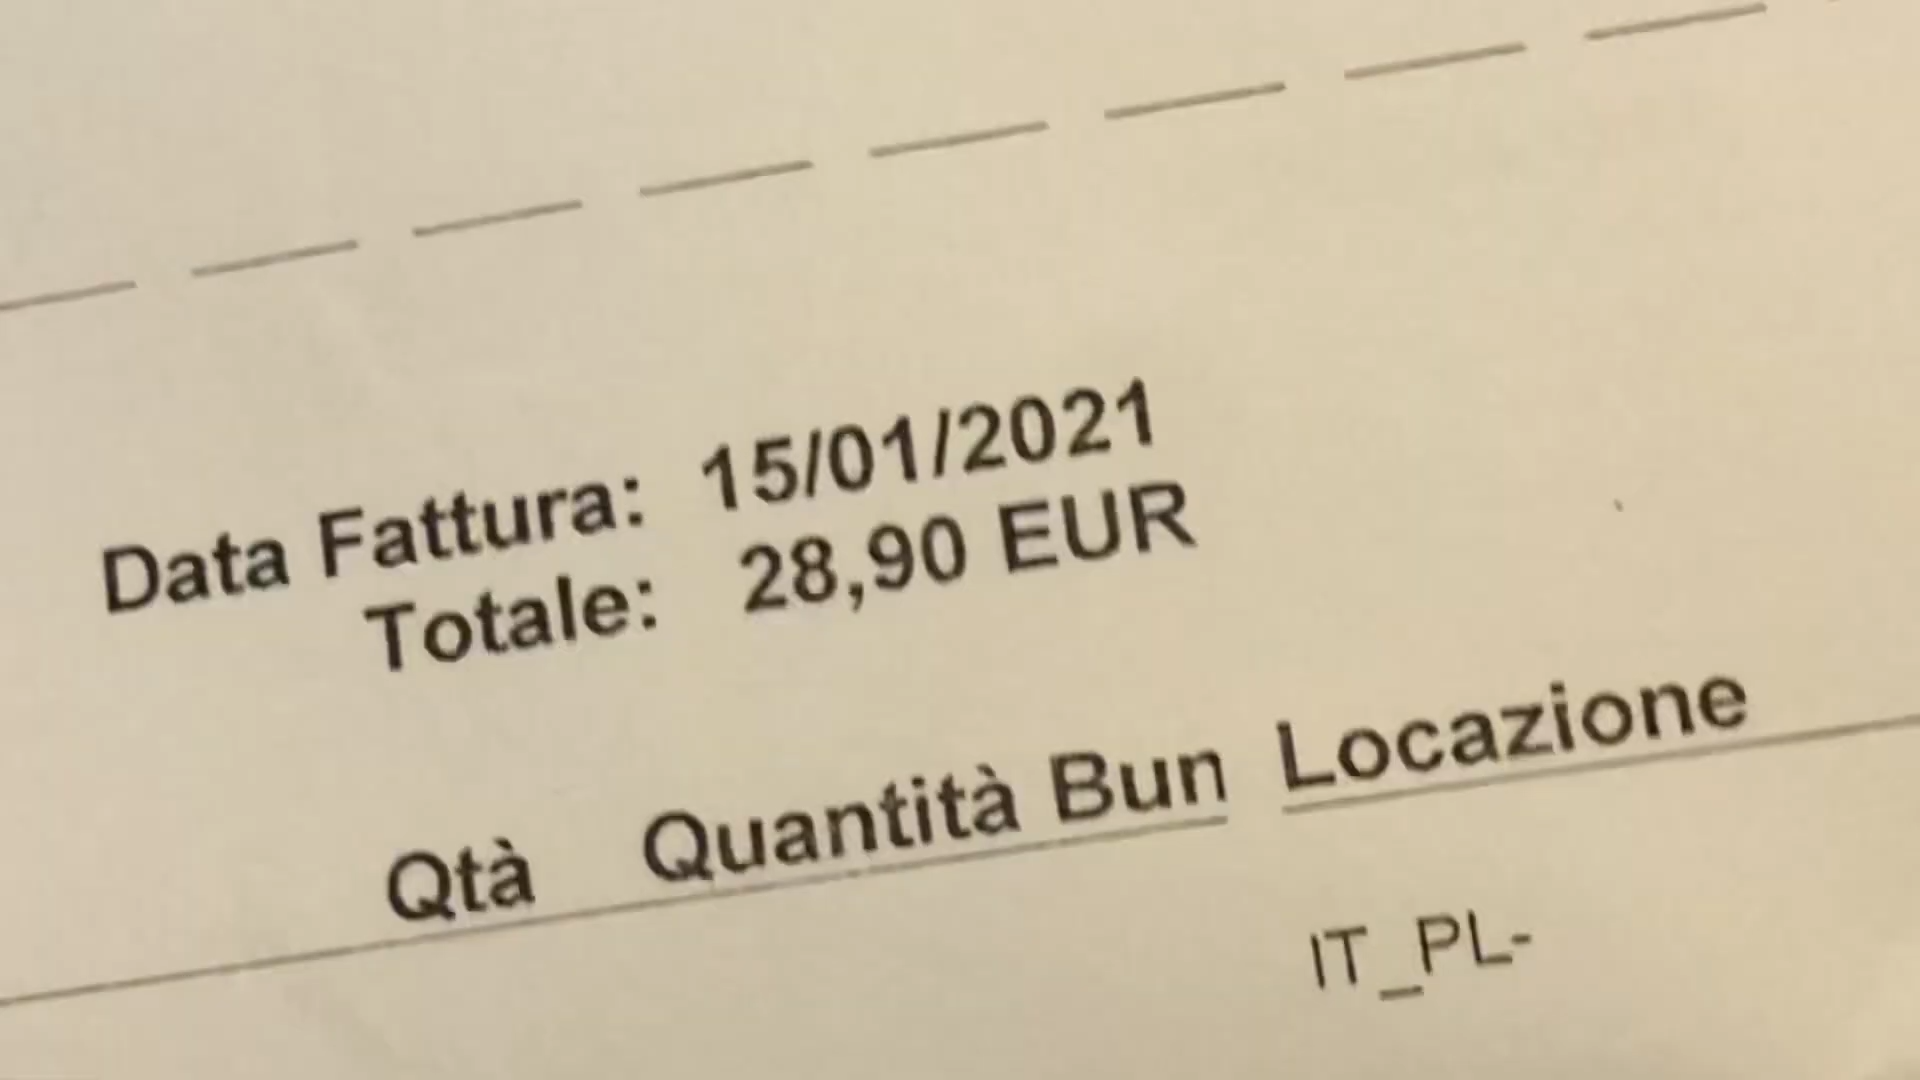 Data Fattura: 15/01/2021
Totale: 28,90 EUR
Qtà Quantità Bun Locazione
IT_PL-